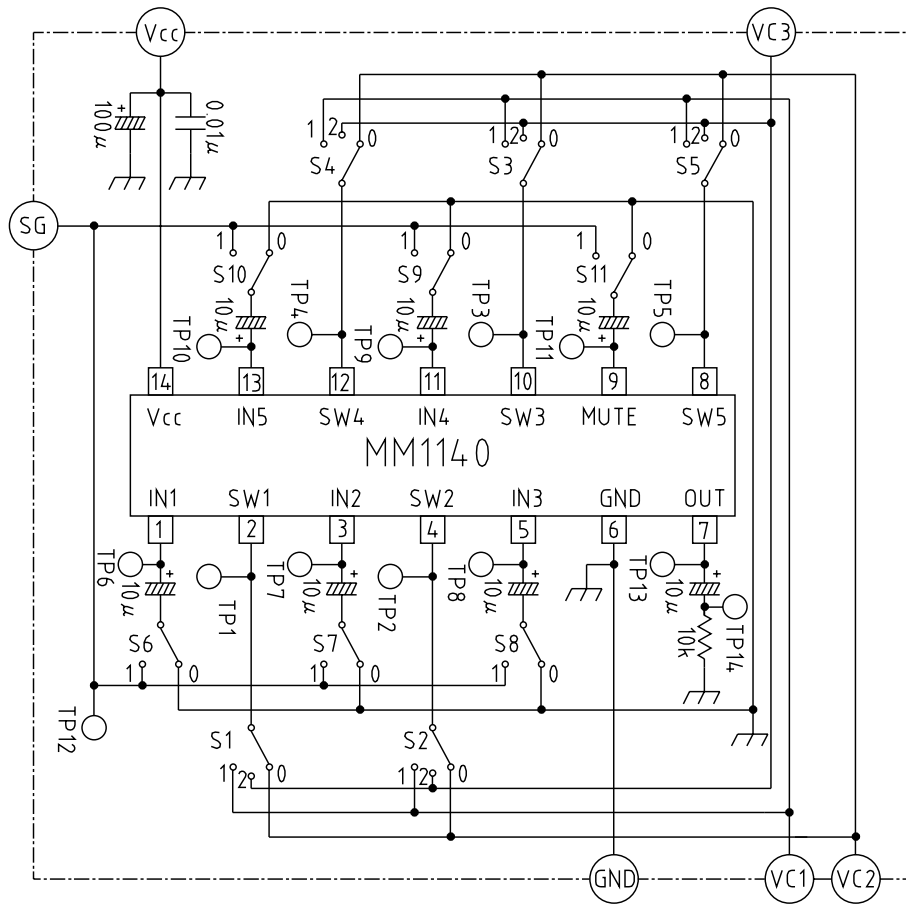 Vcc VC3
100μ 0.01μ
1 2 0 1 2 0 1 2 0
S4 S3 S5
SG
1 0 1 0 1 0
S10 S9 S11
10μ 10μ 10μ
TP10 TP4 TP9 TP3 TP11 TP5
14 13 12 11 10 9 8
Vcc IN5 SW4 IN4 SW3 MUTE SW5
MM1140
IN1 SW1 IN2 SW2 IN3 GND OUT
1 2 3 4 5 6 7
TP6 TP7 TP8 TP13
10μ 10μ 10μ 10μ
TP1 TP2
10k TP14
S6 S7 S8
1 0 1 0 1 0
TP12
S1 S2
1 2 0 1 2 0
GND VC1 VC2
+ + + + + + + +